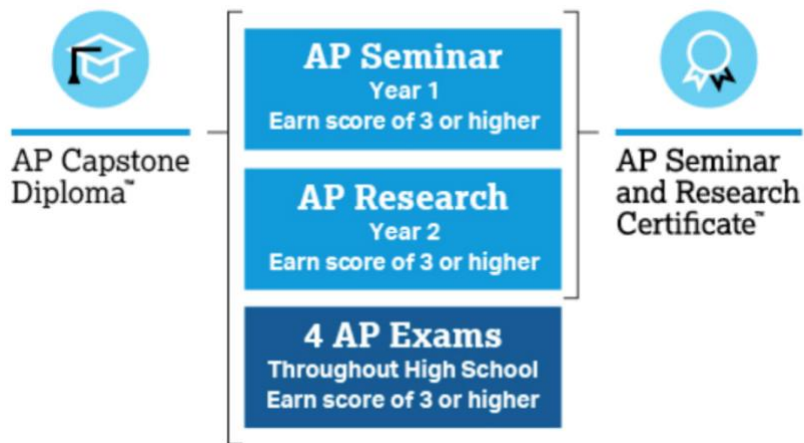 AP Capstone
Diploma™
AP Seminar
Year 1
Earn score of 3 or higher
AP Research
Year 2
Earn score of 3 or higher
4 AP Exams
Throughout High School
Earn score of 3 or higher
AP Seminar
and Research
Certificate™